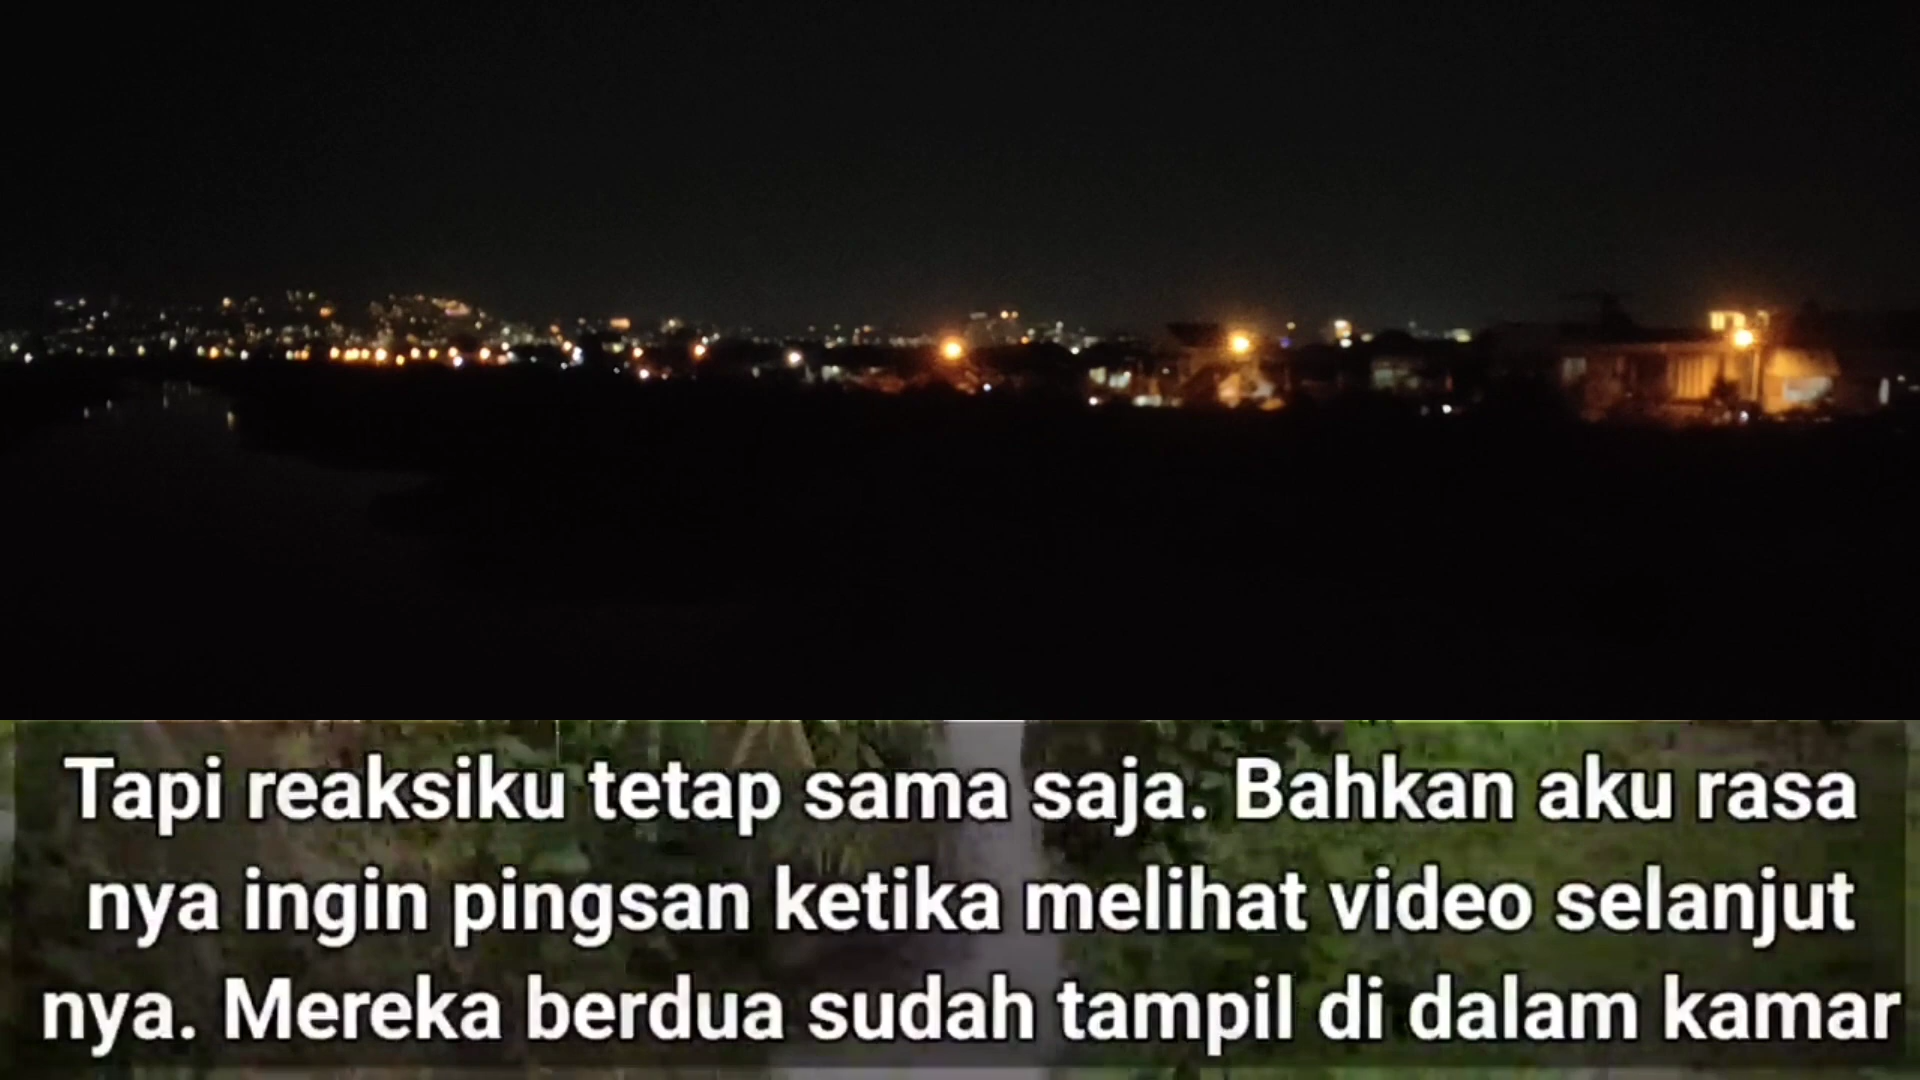 Tapi reaksiku tetap sama saja. Bahkan aku rasa
nya ingin pingsan ketika melihat video selanjut
nya. Mereka berdua sudah tampil di dalam kamar